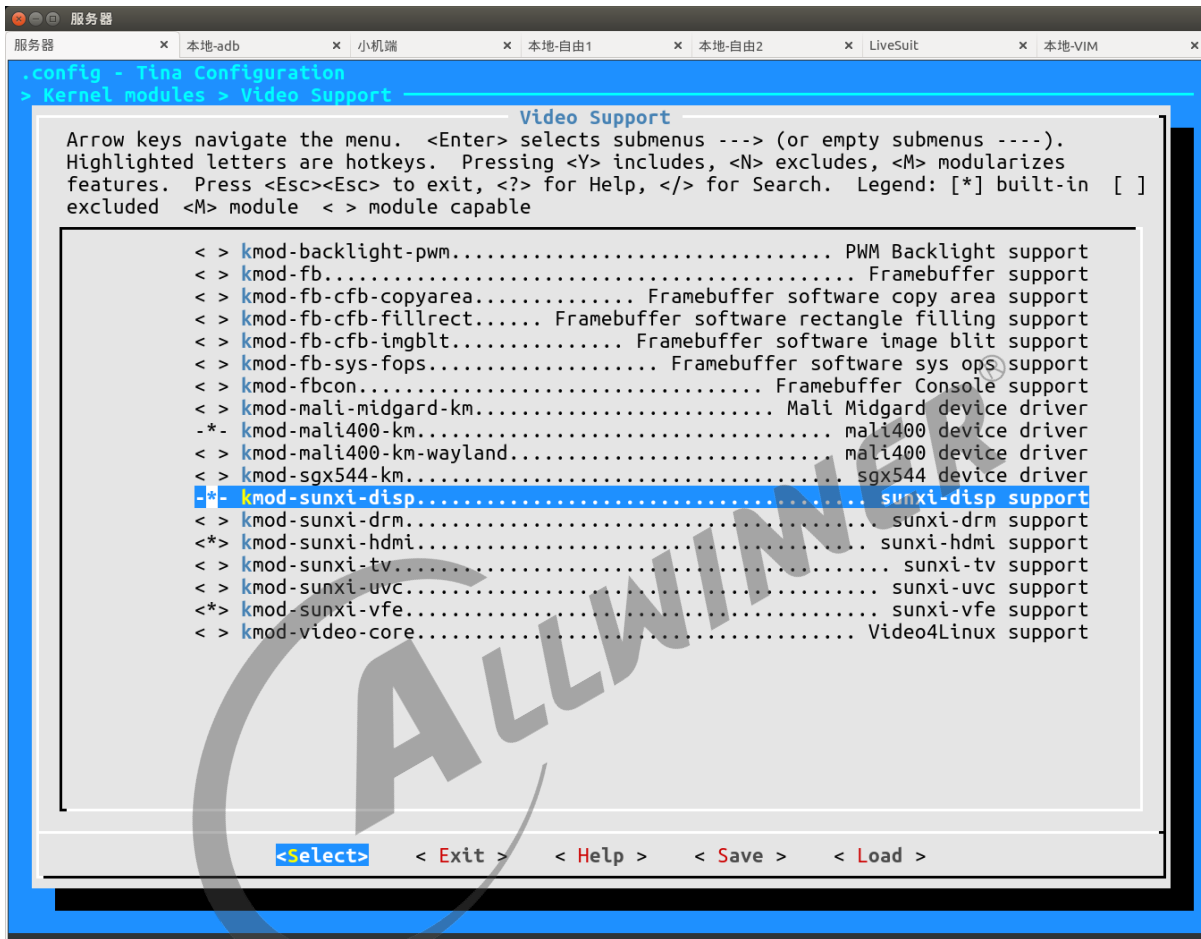 服务器
服务器 × 本地-adb × 小机端 × 本地-自由1 × 本地-自由2 × LiveSuit × 本地-VIM ×
.config - Tina Configuration
> Kernel modules > Video Support
Video Support
Arrow keys navigate the menu.  <Enter> selects submenus ---> (or empty submenus ----).
Highlighted letters are hotkeys.  Pressing <Y> includes, <N> excludes, <M> modularizes
features.  Press <Esc><Esc> to exit, <?> for Help, </> for Search.  Legend: [*] built-in  [ ]
excluded  <M> module  < > module capable
< > kmod-backlight-pwm................................. PWM Backlight support
< > kmod-fb.............................................. Framebuffer support
< > kmod-fb-cfb-copyarea.............. Framebuffer software copy area support
< > kmod-fb-cfb-fillrect...... Framebuffer software rectangle filling support
< > kmod-fb-cfb-imgblt............... Framebuffer software image blit support
< > kmod-fb-sys-fops.................... Framebuffer software sys ops support
< > kmod-fbcon................................... Framebuffer Console support
< > kmod-mali-midgard-km.......................... Mali Midgard device driver
-*- kmod-mali400-km.................................... mali400 device driver
< > kmod-mali400-km-wayland............................ mali400 device driver
< > kmod-sgx544-km...................................... sgx544 device driver
-*- kmod-sunxi-disp....................................... sunxi-disp support
< > kmod-sunxi-drm......................................... sunxi-drm support
<*> kmod-sunxi-hdmi....................................... sunxi-hdmi support
< > kmod-sunxi-tv........................................... sunxi-tv support
< > kmod-sunxi-uvc......................................... sunxi-uvc support
<*> kmod-sunxi-vfe......................................... sunxi-vfe support
< > kmod-video-core...................................... Video4Linux support
ALLWINNER®
<Select>    < Exit >    < Help >    < Save >    < Load >